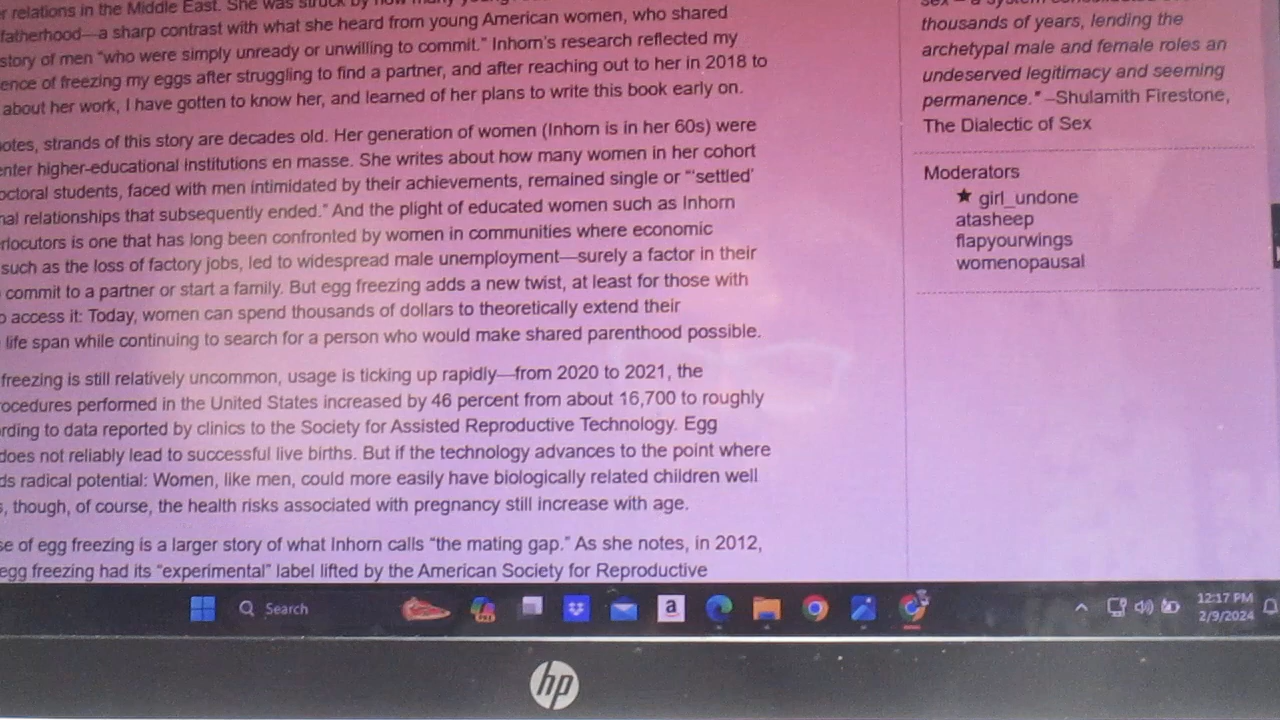 r relations in the Middle East. She was struck by how many
fatherhood—a sharp contrast with what she heard from young American women, who shared
story of men “who were simply unready or unwilling to commit.” Inhorn’s research reflected my
ence of freezing my eggs after struggling to find a partner, and after reaching out to her in 2018 to
about her work, I have gotten to know her, and learned of her plans to write this book early on.
otes, strands of this story are decades old. Her generation of women (Inhorn is in her 60s) were
enter higher-educational institutions en masse. She writes about how many women in her cohort
octoral students, faced with men intimidated by their achievements, remained single or “‘settled’
nal relationships that subsequently ended.” And the plight of educated women such as Inhorn
rlocutors is one that has long been confronted by women in communities where economic
such as the loss of factory jobs, led to widespread male unemployment—surely a factor in their
commit to a partner or start a family. But egg freezing adds a new twist, at least for those with
o access it: Today, women can spend thousands of dollars to theoretically extend their
life span while continuing to search for a person who would make shared parenthood possible.
freezing is still relatively uncommon, usage is ticking up rapidly—from 2020 to 2021, the
ocedures performed in the United States increased by 46 percent from about 16,700 to roughly
rding to data reported by clinics to the Society for Assisted Reproductive Technology. Egg
does not reliably lead to successful live births. But if the technology advances to the point where
ds radical potential: Women, like men, could more easily have biologically related children well
s, though, of course, the health risks associated with pregnancy still increase with age.
se of egg freezing is a larger story of what Inhorn calls “the mating gap.” As she notes, in 2012,
egg freezing had its “experimental” label lifted by the American Society for Reproductive
thousands of years, lending the
archetypal male and female roles an
undeserved legitimacy and seeming
permanence." –Shulamith Firestone,
The Dialectic of Sex
Moderators
girl_undone
atasheep
flapyourwings
womenopausal
Search
a
12:17 PM
2/9/2024
hp